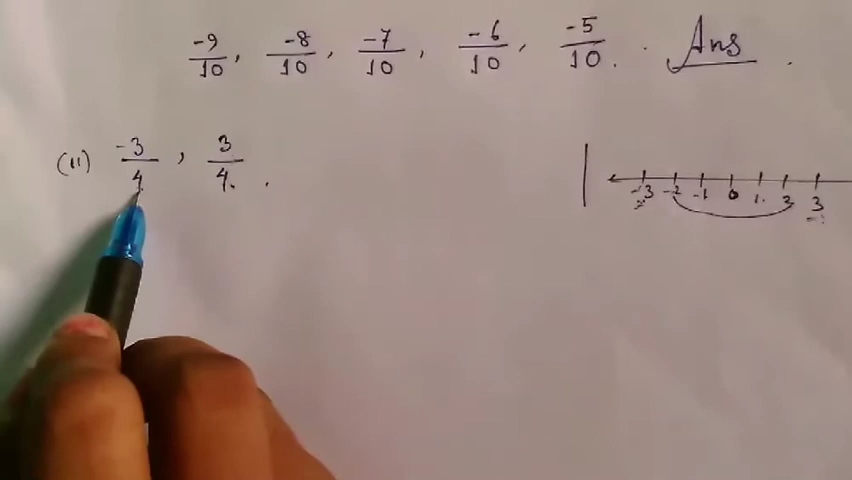 -9/10, -8/10, -7/10, -6/10, -5/10. Ans
(ii) -3/4, 3/4.
-3 -2 -1 0 1 2 3